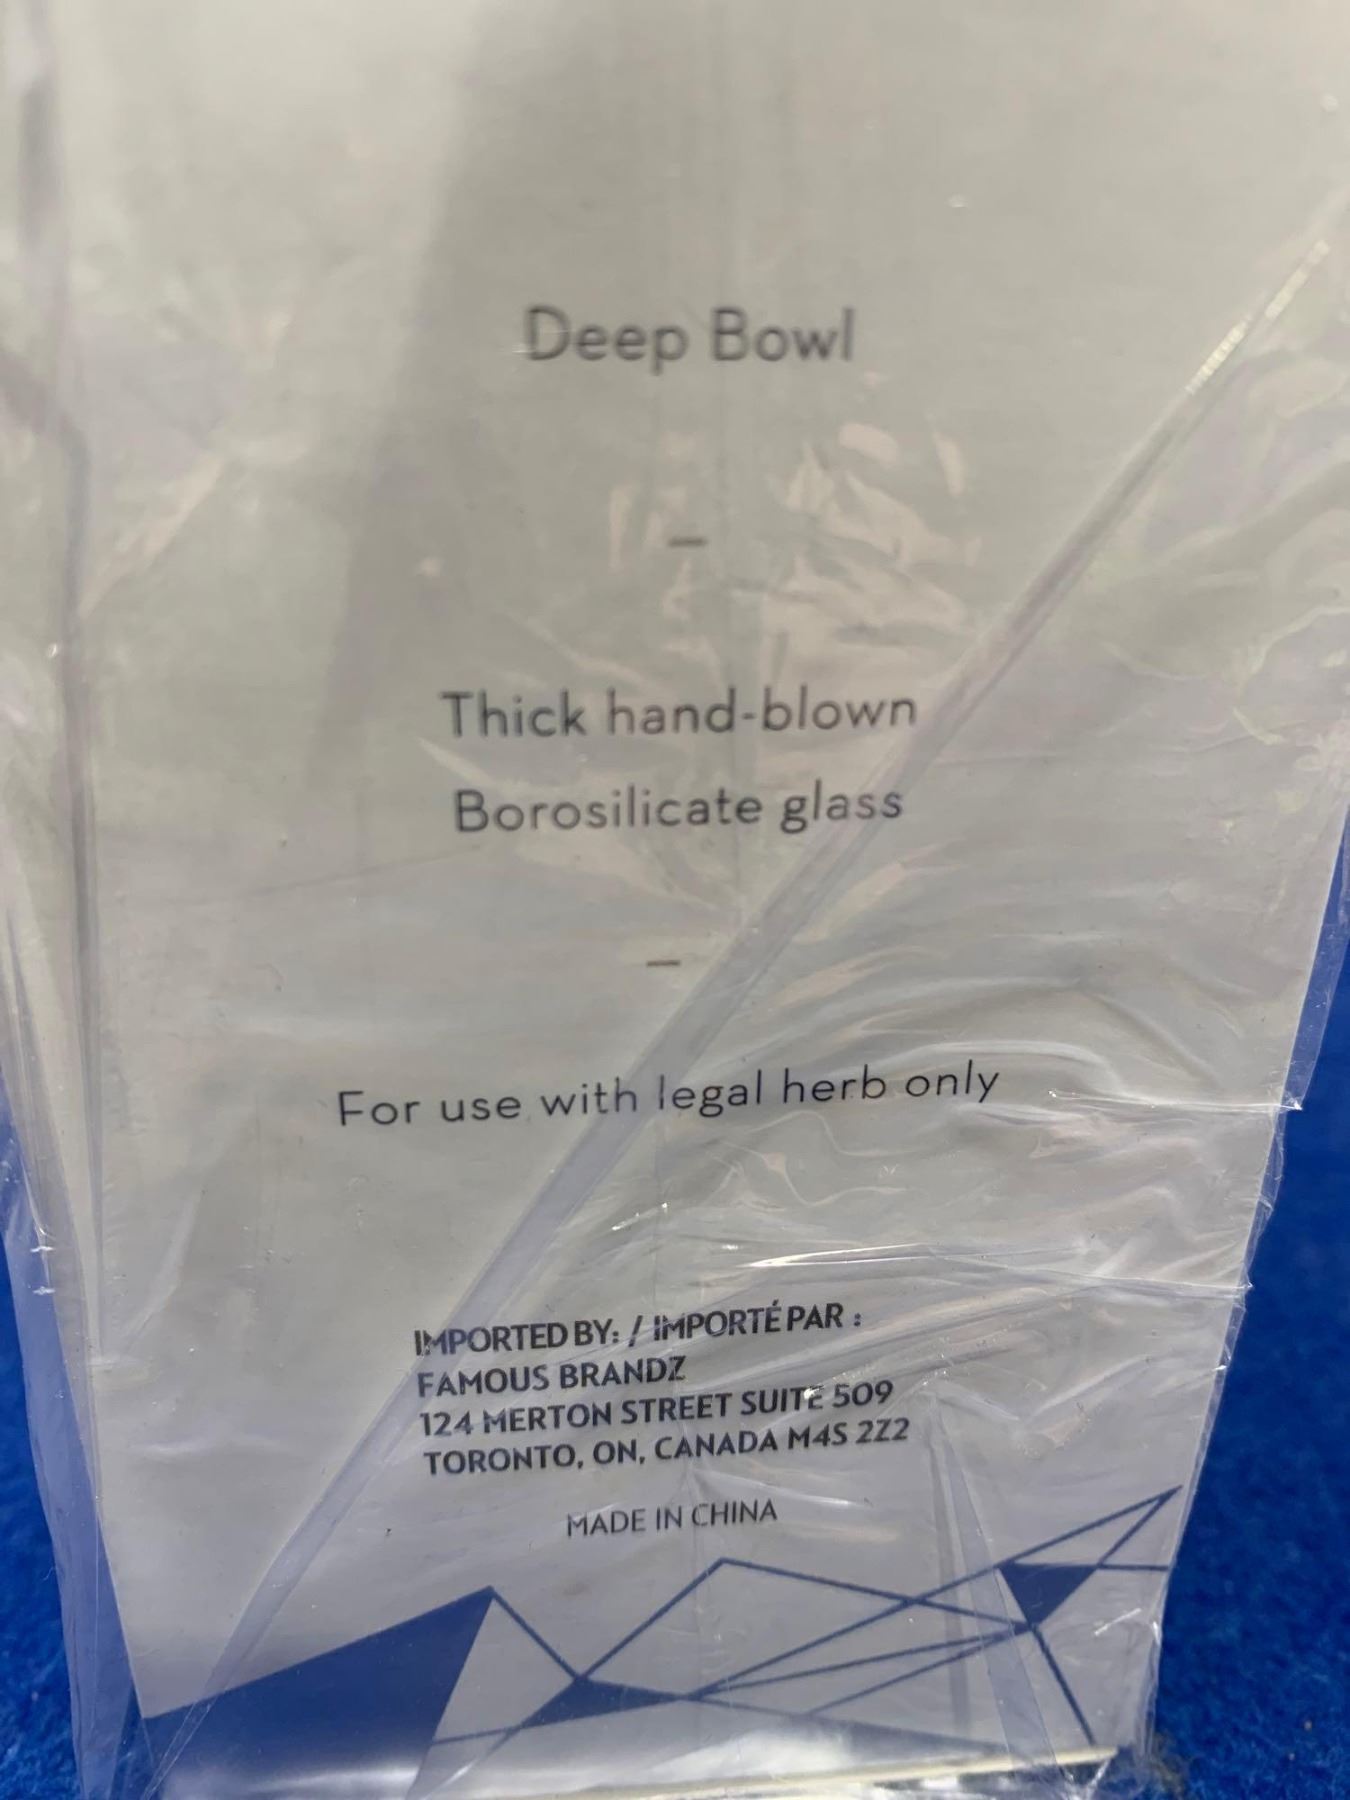 Deep Bowl
–
Thick hand-blown
Borosilicate glass
–
For use with legal herb only
IMPORTED BY: / IMPORTÉ PAR :
FAMOUS BRANDZ
124 MERTON STREET SUITE 509
TORONTO, ON, CANADA M4S 2Z2
MADE IN CHINA